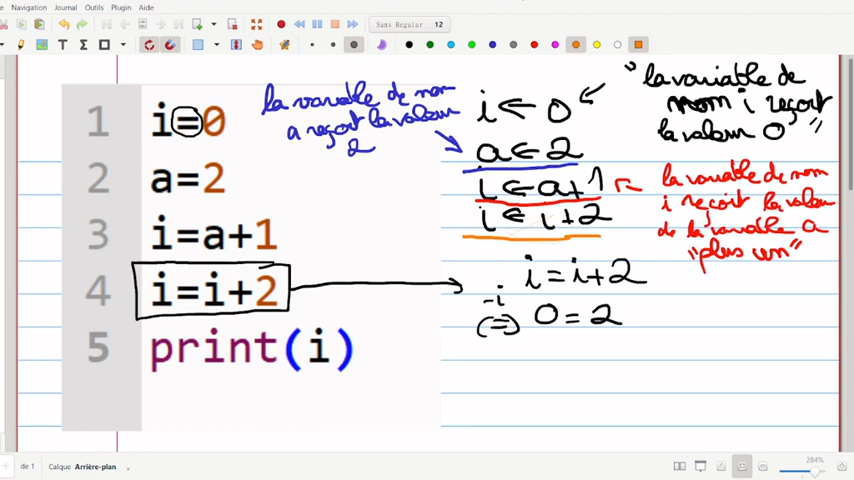 Navigation Journal Outils Plugin Aide
Sans Regular 12
1 i=0
2 a=2
3 i=a+1
4 i=i+2
5 print(i)
la variable de nom
a reçoit la valeur
2
i ← 0
a ← 2
i ← a+1
i ← i+2
"la variable de
nom i reçoit
la valeur 0"
la variable de nom
i reçoit la valeur
de la variable a
"plus un"
i = i+2
-i
(=) 0 = 2
de 1 Calque Arrière-plan
284%